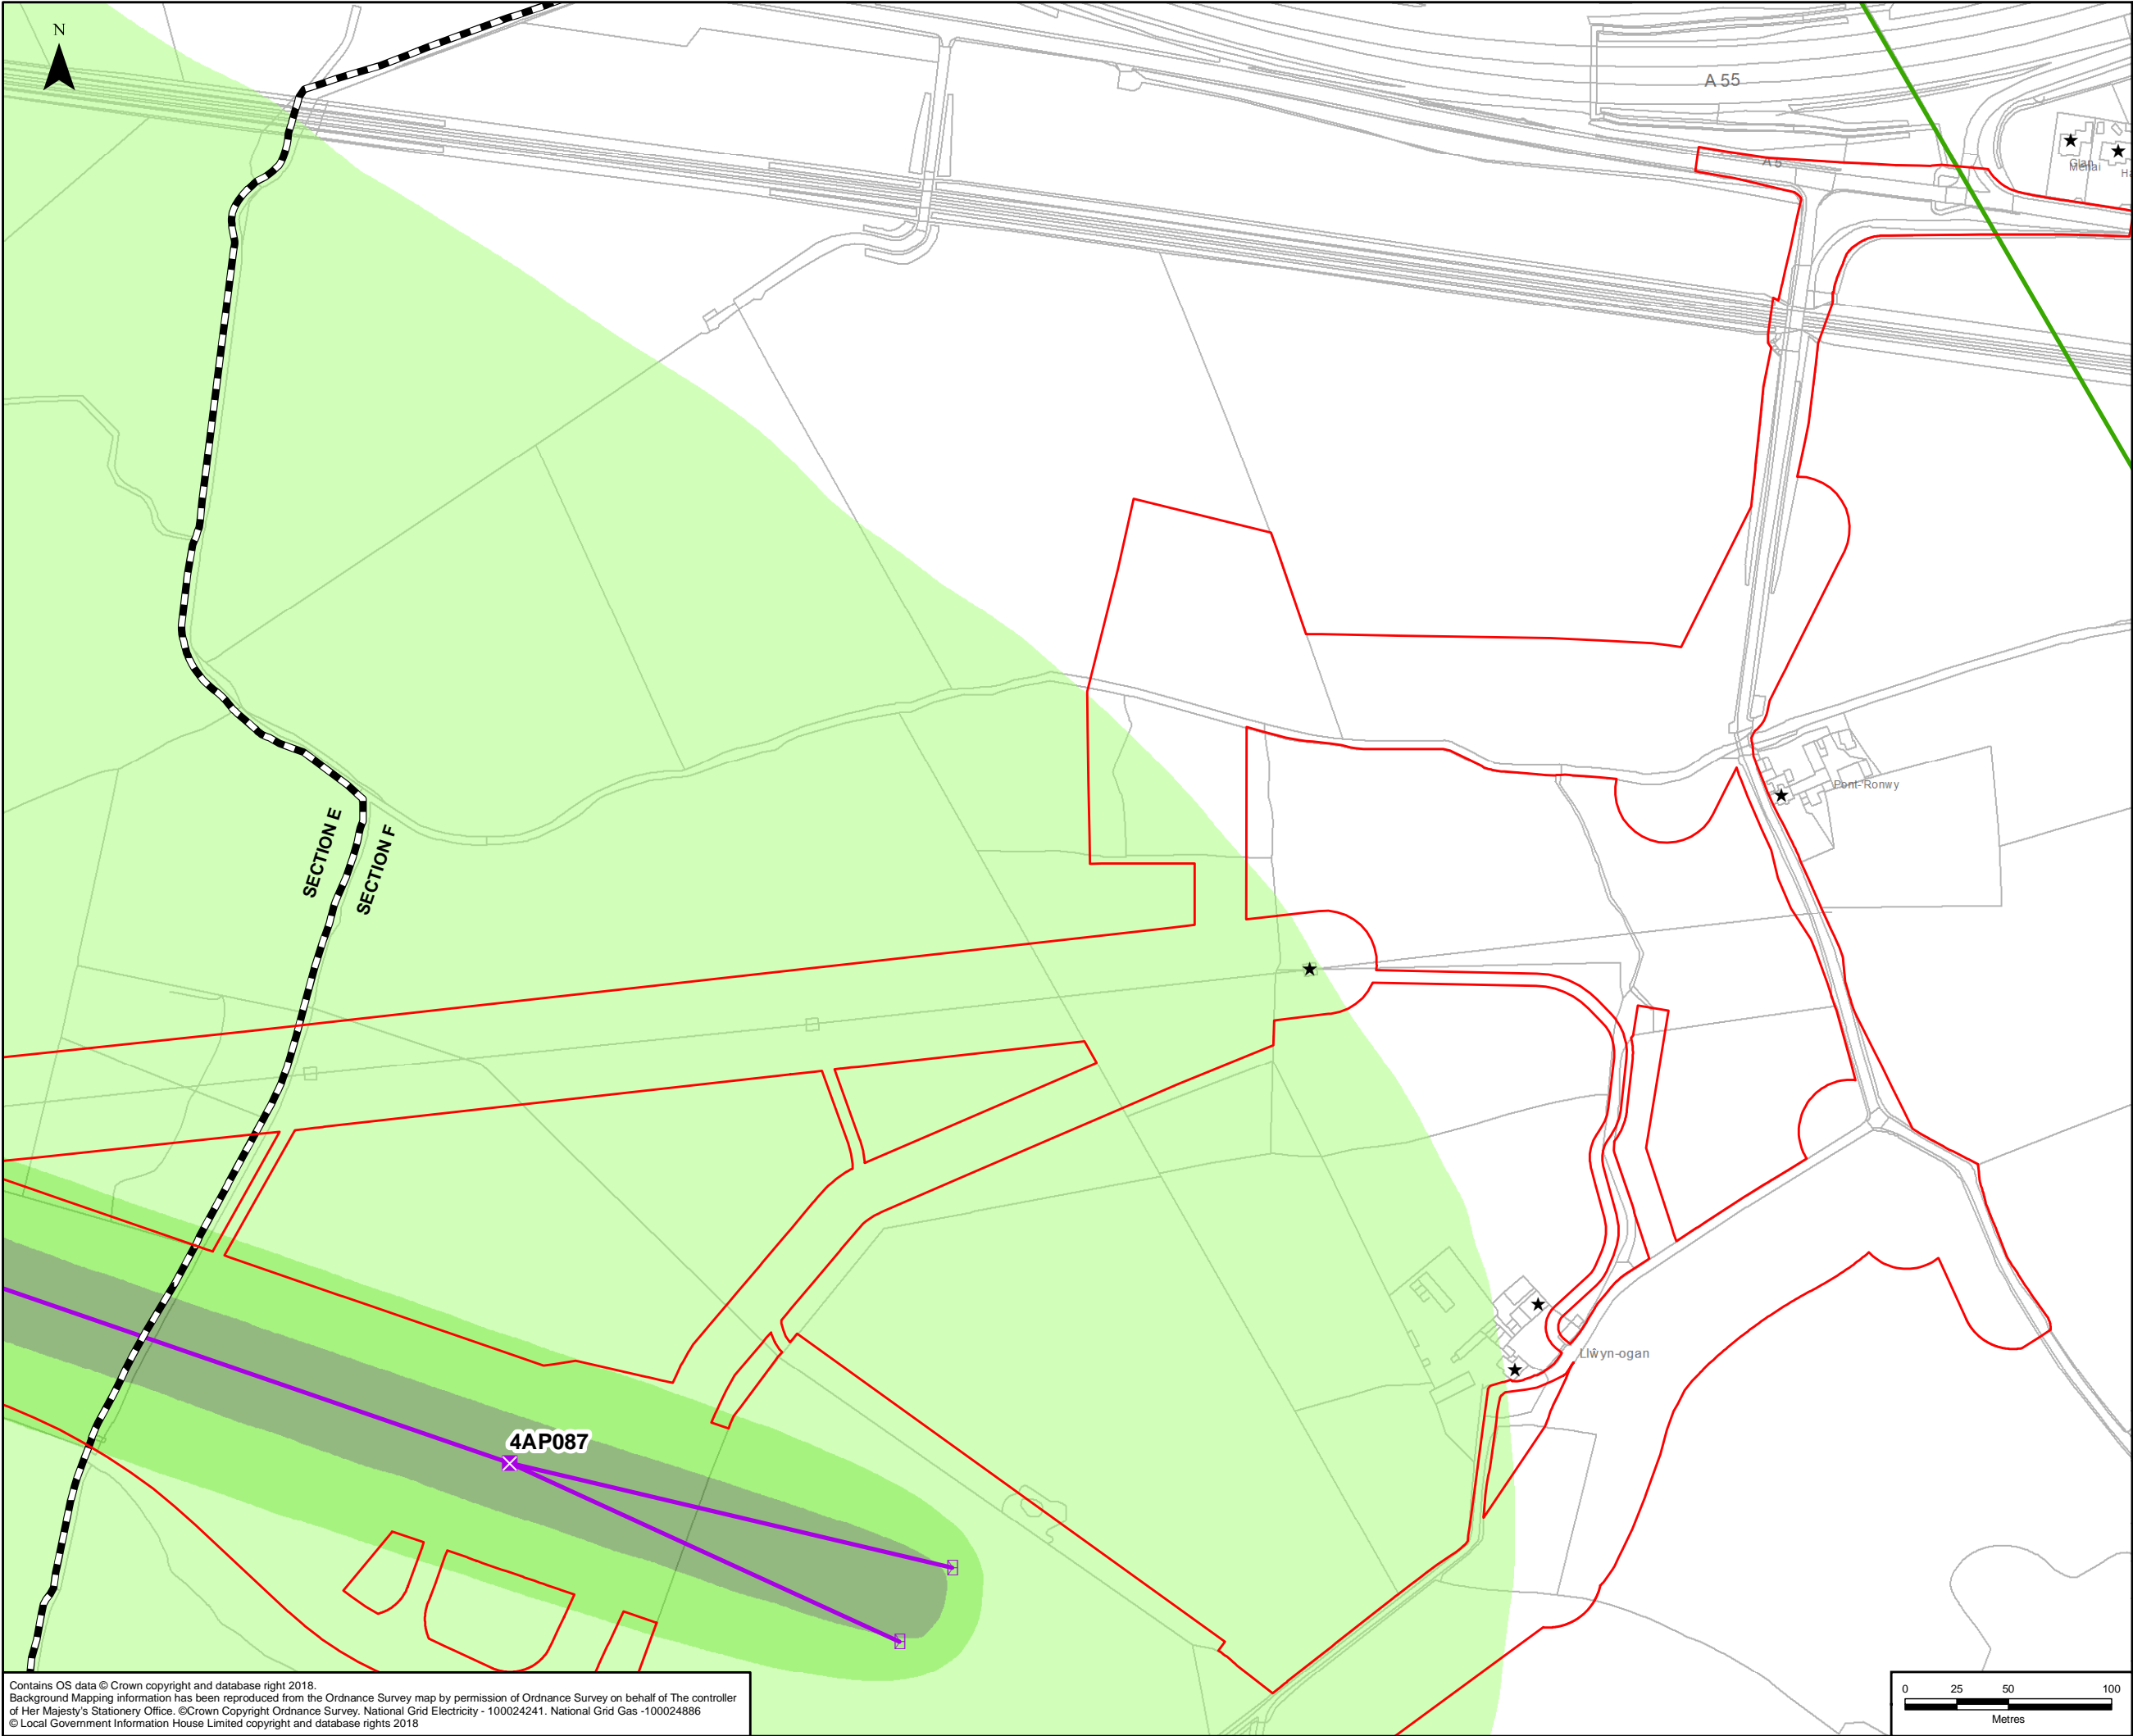 N
A 55
A 5
Glan
Menai
Ha
SECTION E
SECTION F
Pont-Ronwy
Llwyn-ogan
4AP087
Contains OS data © Crown copyright and database right 2018.
Background Mapping information has been reproduced from the Ordnance Survey map by permission of Ordnance Survey on behalf of The controller
of Her Majesty's Stationery Office. ©Crown Copyright Ordnance Survey. National Grid Electricity - 100024241. National Grid Gas -100024886
© Local Government Information House Limited copyright and database rights 2018
0 25 50 100
Metres